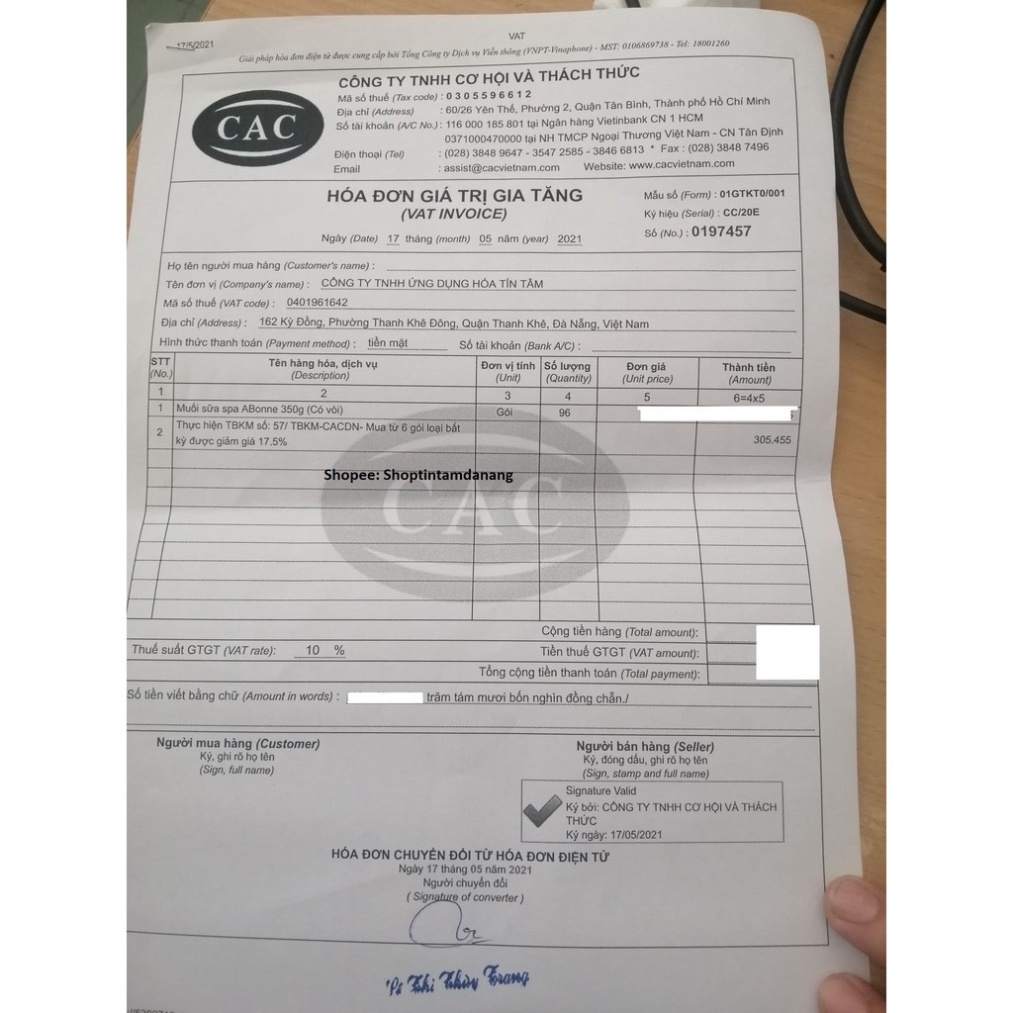 17/5/2021
VAT
Giải pháp hóa đơn điện tử được cung cấp bởi Tổng Công ty Dịch vụ Viễn thông (VNPT-Vinaphone) - MST: 0106869738 - Tel: 18001260
CAC
CÔNG TY TNHH CƠ HỘI VÀ THÁCH THỨC
Mã số thuế (Tax code) : 0 3 0 5 5 9 6 6 1 2
Địa chỉ (Address) : 60/26 Yên Thế, Phường 2, Quận Tân Bình, Thành phố Hồ Chí Minh
Số tài khoản (A/C No.) : 116 000 185 801 tại Ngân hàng Vietinbank CN 1 HCM
0371000470000 tại NH TMCP Ngoại Thương Việt Nam - CN Tân Định
Điện thoại (Tel) : (028) 3848 9647 - 3547 2585 - 3846 6813 * Fax : (028) 3848 7496
Email : assist@cacvietnam.com Website: www.cacvietnam.com
HÓA ĐƠN GIÁ TRỊ GIA TĂNG
(VAT INVOICE)
Ngày (Date) 17 tháng (month) 05 năm (year) 2021
Mẫu số (Form) : 01GTKT0/001
Ký hiệu (Serial) : CC/20E
Số (No.) : 0197457
Họ tên người mua hàng (Customer's name) :
Tên đơn vị (Company's name) : CÔNG TY TNHH ỨNG DỤNG HÓA TÍN TÂM
Mã số thuế (VAT code) : 0401961642
Địa chỉ (Address) : 162 Kỳ Đồng, Phường Thanh Khê Đông, Quận Thanh Khê, Đà Nẵng, Việt Nam
Hình thức thanh toán (Payment method) : tiền mặt Số tài khoản (Bank A/C) :
STT Tên hàng hóa, dịch vụ Đơn vị tính Số lượng Đơn giá Thành tiền
(No.) (Description) (Unit) (Quantity) (Unit price) (Amount)
1 2 3 4 5 6=4x5
1 Muối sữa spa ABonne 350g (Có vòi) Gói 96
2 Thực hiện TBKM số: 57/ TBKM-CACDN- Mua từ 6 gói loại bất
kỳ được giảm giá 17.5% 305.455
Shopee: Shoptintamdanang
CAC
Cộng tiền hàng (Total amount):
Thuế suất GTGT (VAT rate): 10 % Tiền thuế GTGT (VAT amount):
Tổng cộng tiền thanh toán (Total payment):
Số tiền viết bằng chữ (Amount in words) : trăm tám mươi bốn nghìn đồng chẵn./
Người mua hàng (Customer)
Ký, ghi rõ họ tên
(Sign, full name)
Người bán hàng (Seller)
Ký, đóng dấu, ghi rõ họ tên
(Sign, stamp and full name)
Signature Valid
Ký bởi: CÔNG TY TNHH CƠ HỘI VÀ THÁCH
THỨC
Ký ngày: 17/05/2021
HÓA ĐƠN CHUYỂN ĐỔI TỪ HÓA ĐƠN ĐIỆN TỬ
Ngày 17 tháng 05 năm 2021
Người chuyển đổi
( Signature of converter )
Thị Thùy Trang